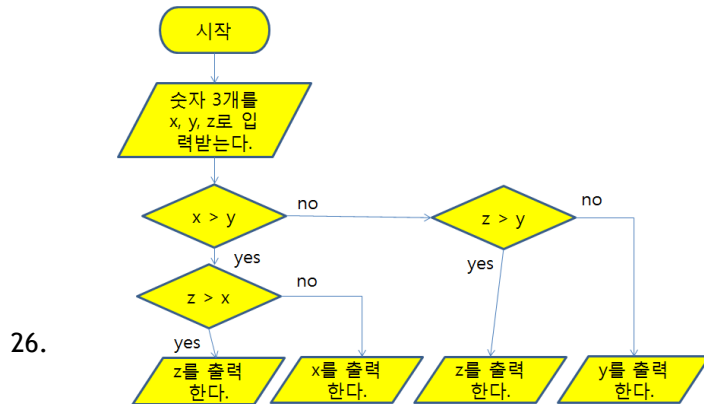 시작
숫자 3개를
x, y, z로 입
력받는다.
x > y
no
z > y
no
yes
yes
z > x
no
26.
yes
z를 출력
한다.
x를 출력
한다.
z를 출력
한다.
y를 출력
한다.